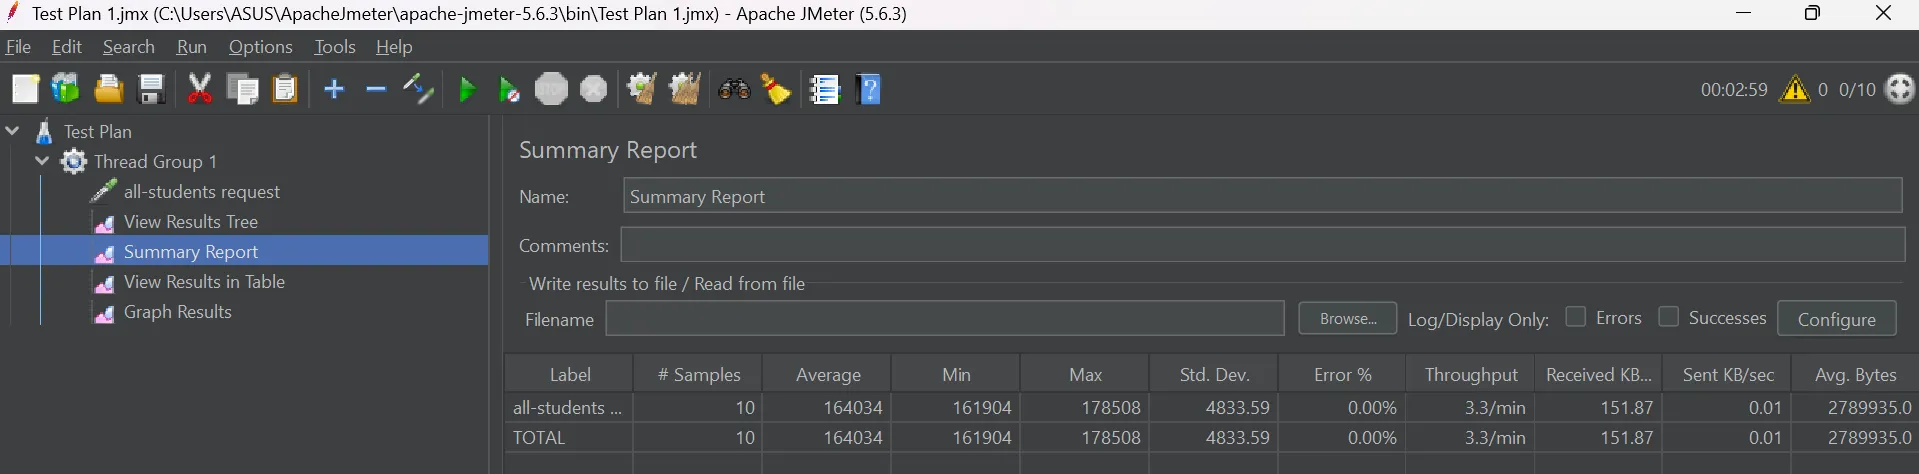 Test Plan 1.jmx (C:\Users\ASUS\ApacheJmeter\apache-jmeter-5.6.3\bin\Test Plan 1.jmx) - Apache JMeter (5.6.3)
File Edit Search Run Options Tools Help
STOP 00:02:59 0 0/10
Test Plan
Thread Group 1
all-students request
View Results Tree
Summary Report
View Results in Table
Graph Results
Summary Report
Name: Summary Report
Comments:
Write results to file / Read from file
Filename Browse... Log/Display Only: Errors Successes Configure
Label # Samples Average Min Max Std. Dev. Error % Throughput Received KB... Sent KB/sec Avg. Bytes
all-students ... 10 164034 161904 178508 4833.59 0.00% 3.3/min 151.87 0.01 2789935.0
TOTAL 10 164034 161904 178508 4833.59 0.00% 3.3/min 151.87 0.01 2789935.0